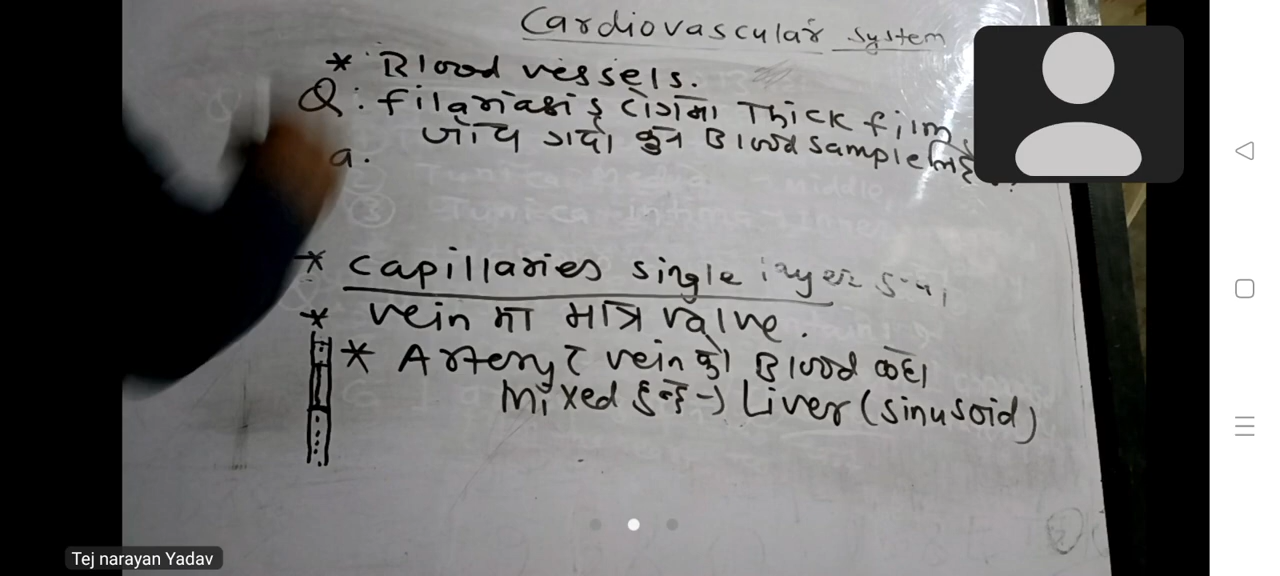 Cardiovascular system
* Blood vessels.
Q: filariasis रोगमा Thick film
जाँच गर्दा कुन Blood sample लिई
a.
* capillaries single layer
* vein मा मात्र valve.
* Artery र vein को Blood कहाँ
mixed हुन्छ → Liver (sinusoid)
Tej narayan Yadav